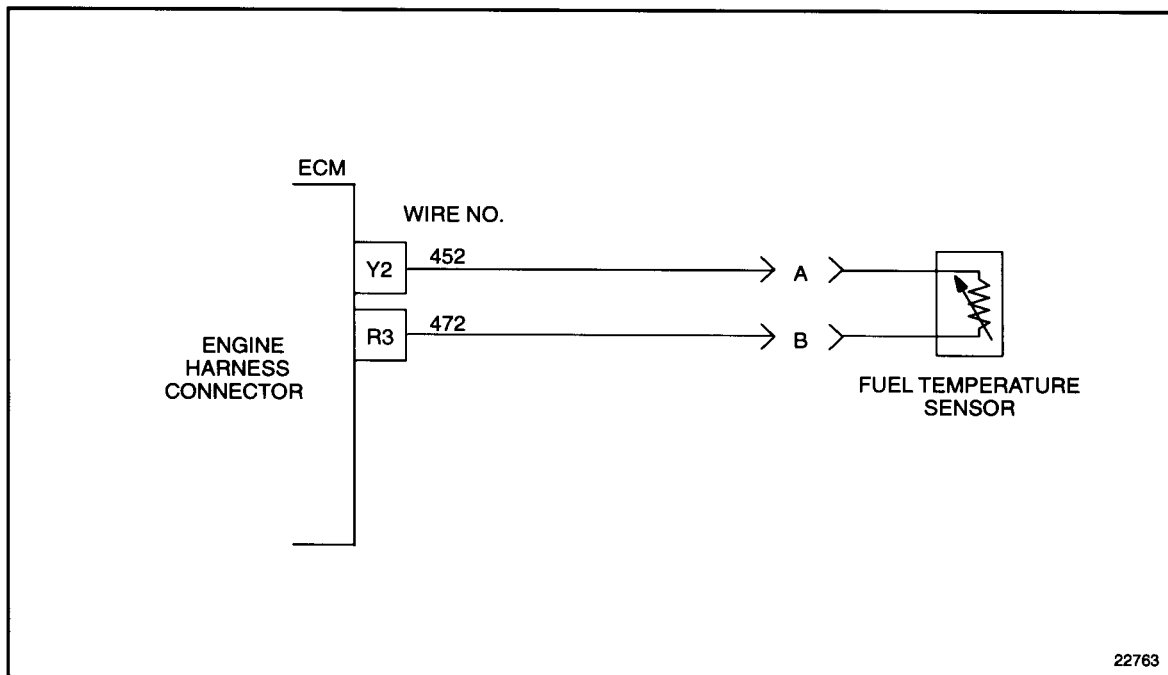 ECM
WIRE NO.
Y2
452
A
R3
472
B
ENGINE
HARNESS
CONNECTOR
FUEL TEMPERATURE
SENSOR
22763